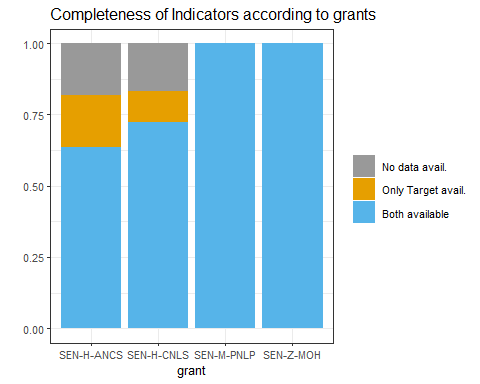 Completeness of Indicators according to grants
1.00
0.75
0.50
0.25
0.00
SEN-H-ANCS SEN-H-CNLS SEN-M-PNLP SEN-Z-MOH
grant
No data avail.
Only Target avail.
Both available